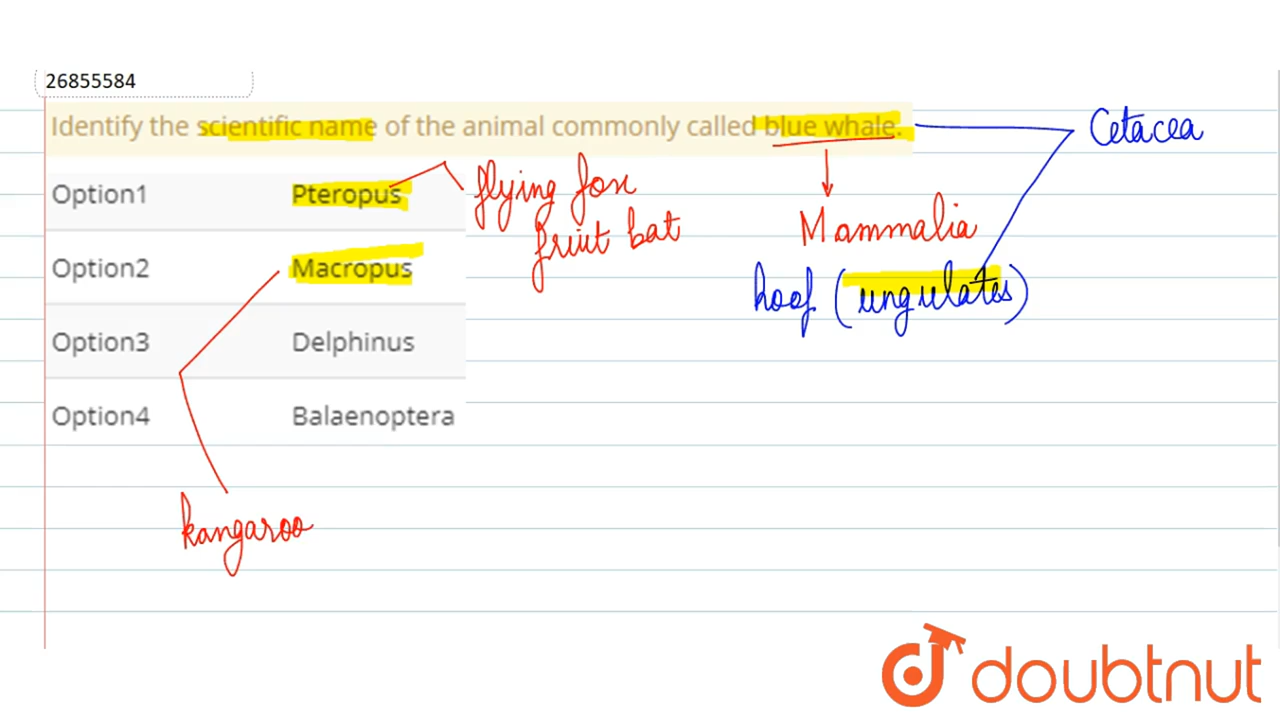 26855584
Identify the scientific name of the animal commonly called blue whale.
Cetacea
Option1 Pteropus
flying fox
fruit bat
Mammalia
Option2 Macropus
hoof (ungulates)
Option3 Delphinus
Option4 Balaenoptera
kangaroo
doubtnut